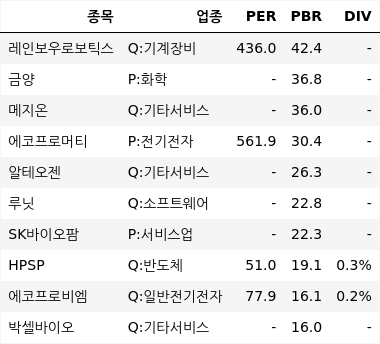 종목 업종 PER PBR DIV
레인보우로보틱스 Q:기계장비 436.0 42.4 -
금양 P:화학 - 36.8 -
메지온 Q:기타서비스 - 36.0 -
에코프로머티 P:전기전자 561.9 30.4 -
알테오젠 Q:기타서비스 - 26.3 -
루닛 Q:소프트웨어 - 22.8 -
SK바이오팜 P:서비스업 - 22.3 -
HPSP Q:반도체 51.0 19.1 0.3%
에코프로비엠 Q:일반전기전자 77.9 16.1 0.2%
박셀바이오 Q:기타서비스 - 16.0 -